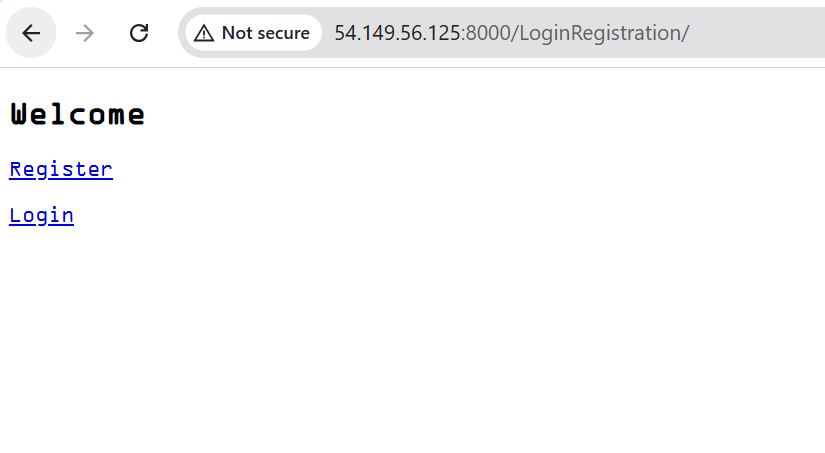 Not secure 54.149.56.125:8000/LoginRegistration/
Welcome
Register
Login